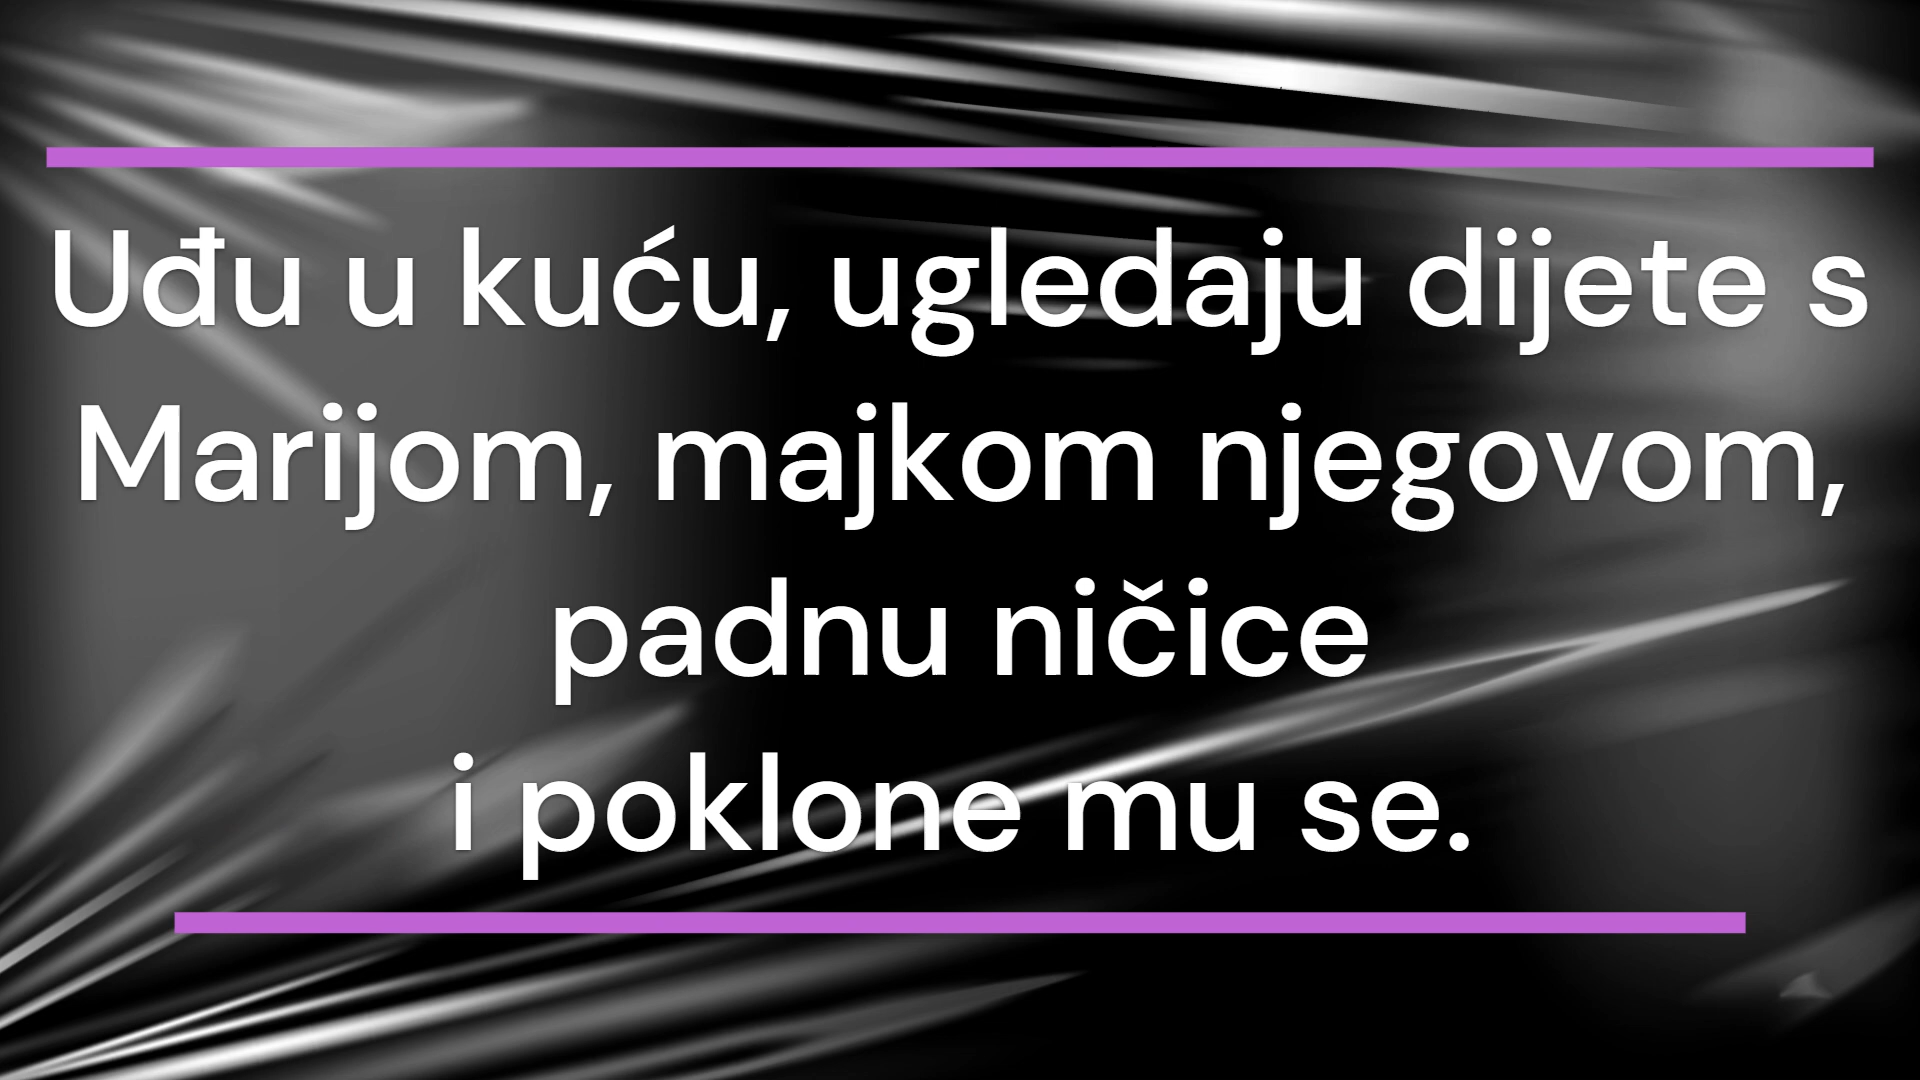 Uđu u kuću, ugledaju dijete s
Marijom, majkom njegovom,
padnu ničice
i poklone mu se.